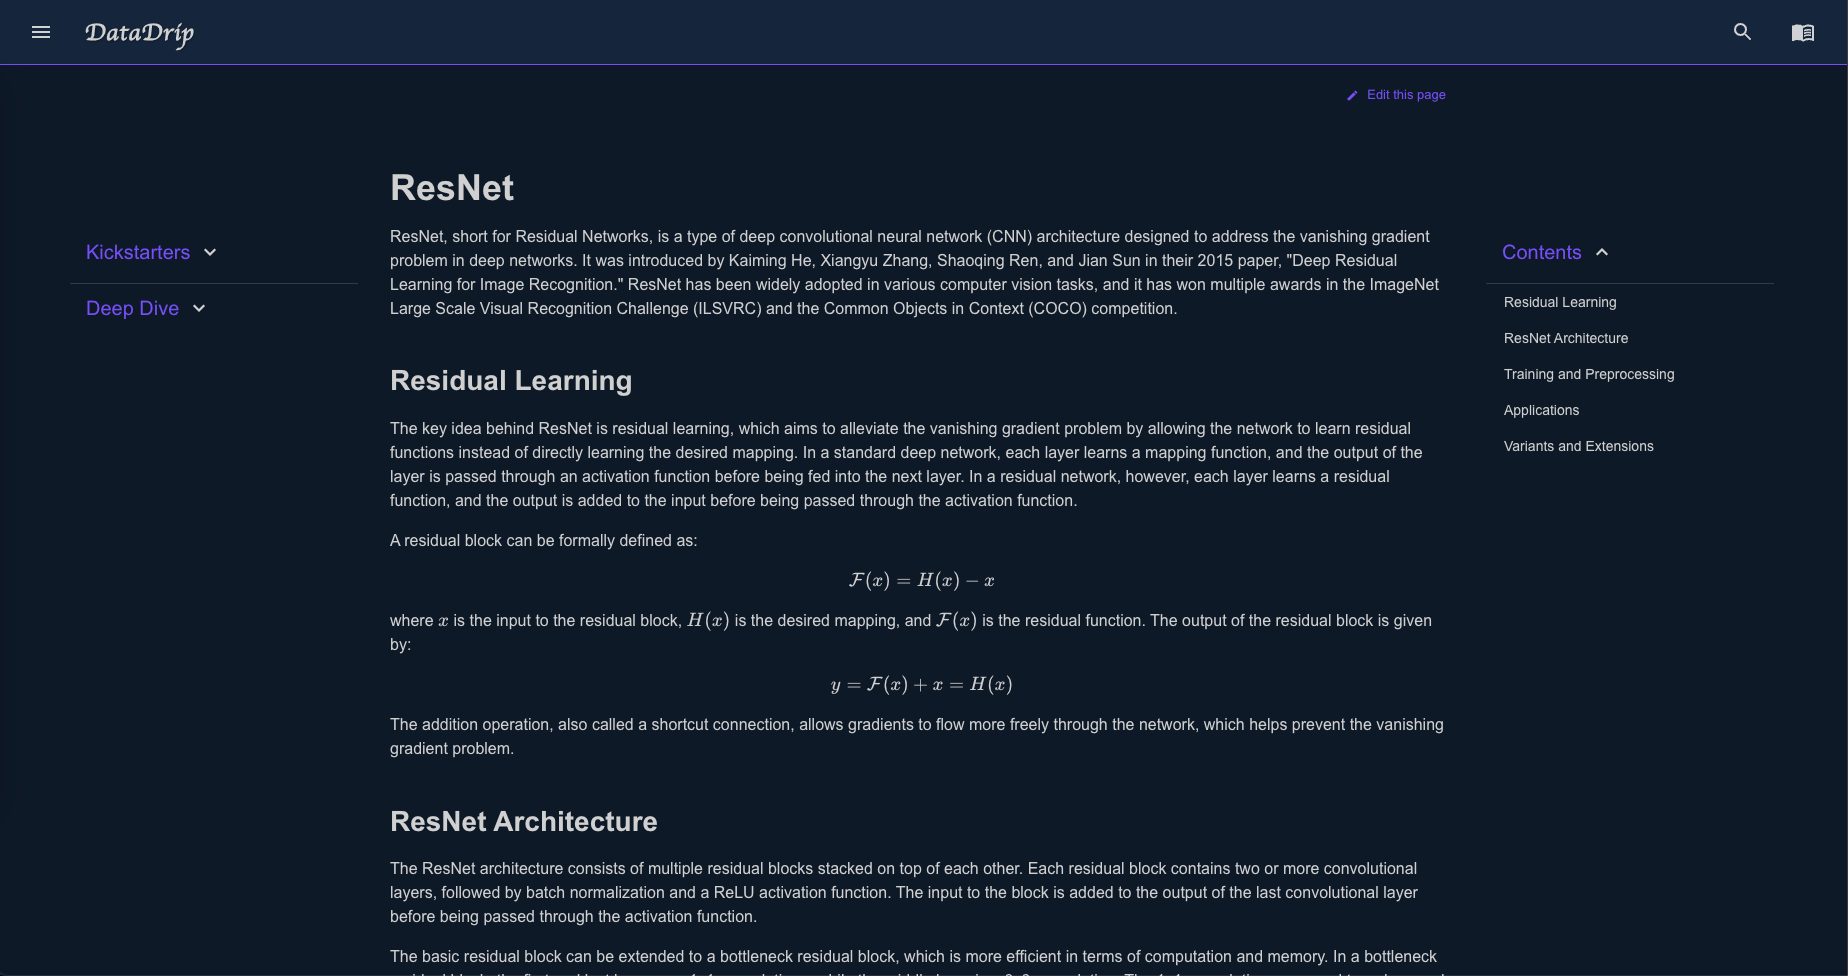 DataDrip
Edit this page
Kickstarters
Deep Dive
ResNet
ResNet, short for Residual Networks, is a type of deep convolutional neural network (CNN) architecture designed to address the vanishing gradient
problem in deep networks. It was introduced by Kaiming He, Xiangyu Zhang, Shaoqing Ren, and Jian Sun in their 2015 paper, "Deep Residual
Learning for Image Recognition." ResNet has been widely adopted in various computer vision tasks, and it has won multiple awards in the ImageNet
Large Scale Visual Recognition Challenge (ILSVRC) and the Common Objects in Context (COCO) competition.
Residual Learning
The key idea behind ResNet is residual learning, which aims to alleviate the vanishing gradient problem by allowing the network to learn residual
functions instead of directly learning the desired mapping. In a standard deep network, each layer learns a mapping function, and the output of the
layer is passed through an activation function before being fed into the next layer. In a residual network, however, each layer learns a residual
function, and the output is added to the input before being passed through the activation function.
A residual block can be formally defined as:
ℱ(x) = H(x) − x
where x is the input to the residual block, H(x) is the desired mapping, and ℱ(x) is the residual function. The output of the residual block is given
by:
y = ℱ(x) + x = H(x)
The addition operation, also called a shortcut connection, allows gradients to flow more freely through the network, which helps prevent the vanishing
gradient problem.
ResNet Architecture
The ResNet architecture consists of multiple residual blocks stacked on top of each other. Each residual block contains two or more convolutional
layers, followed by batch normalization and a ReLU activation function. The input to the block is added to the output of the last convolutional layer
before being passed through the activation function.
The basic residual block can be extended to a bottleneck residual block, which is more efficient in terms of computation and memory. In a bottleneck
Contents
Residual Learning
ResNet Architecture
Training and Preprocessing
Applications
Variants and Extensions